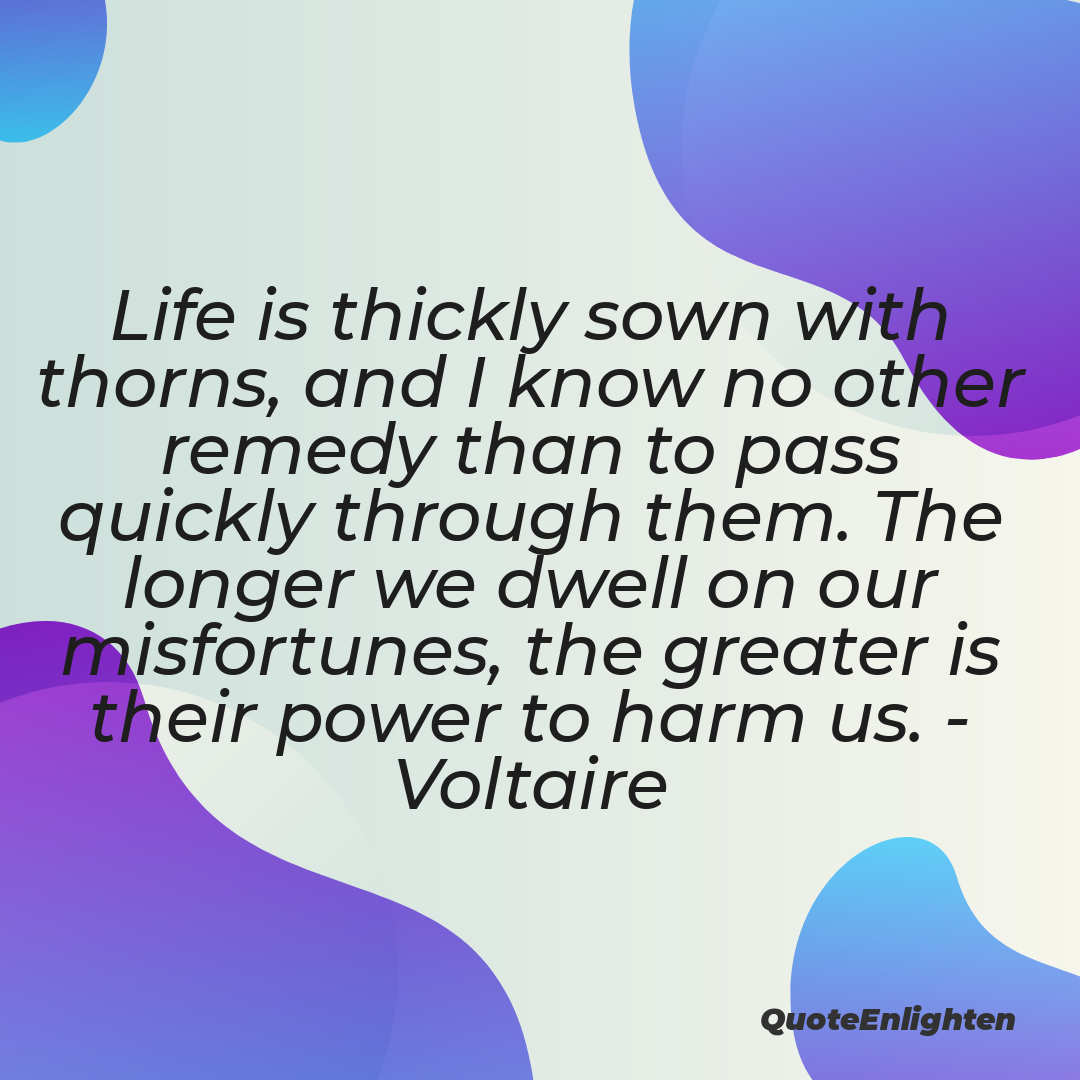 Life is thickly sown with
thorns, and I know no other
remedy than to pass
quickly through them. The
longer we dwell on our
misfortunes, the greater is
their power to harm us. -
Voltaire
QuoteEnlighten